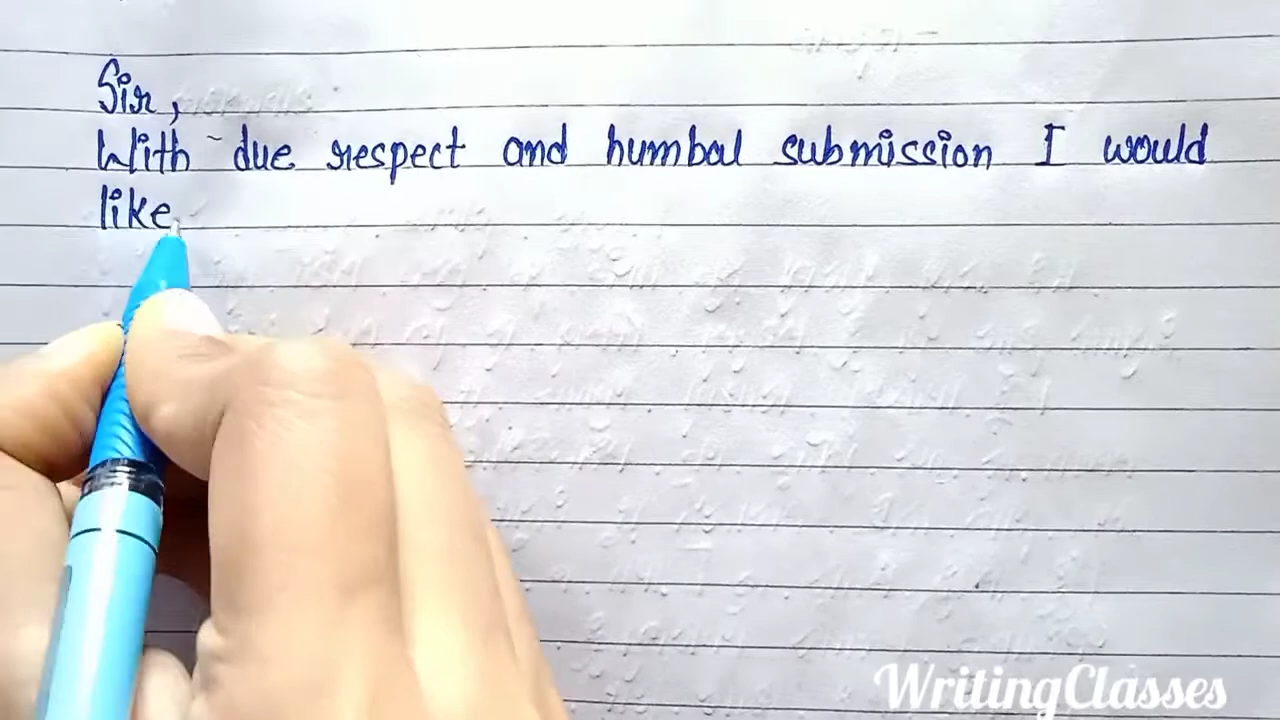 Sir,
With due respect and humbal submission I would
like
WritingClasses